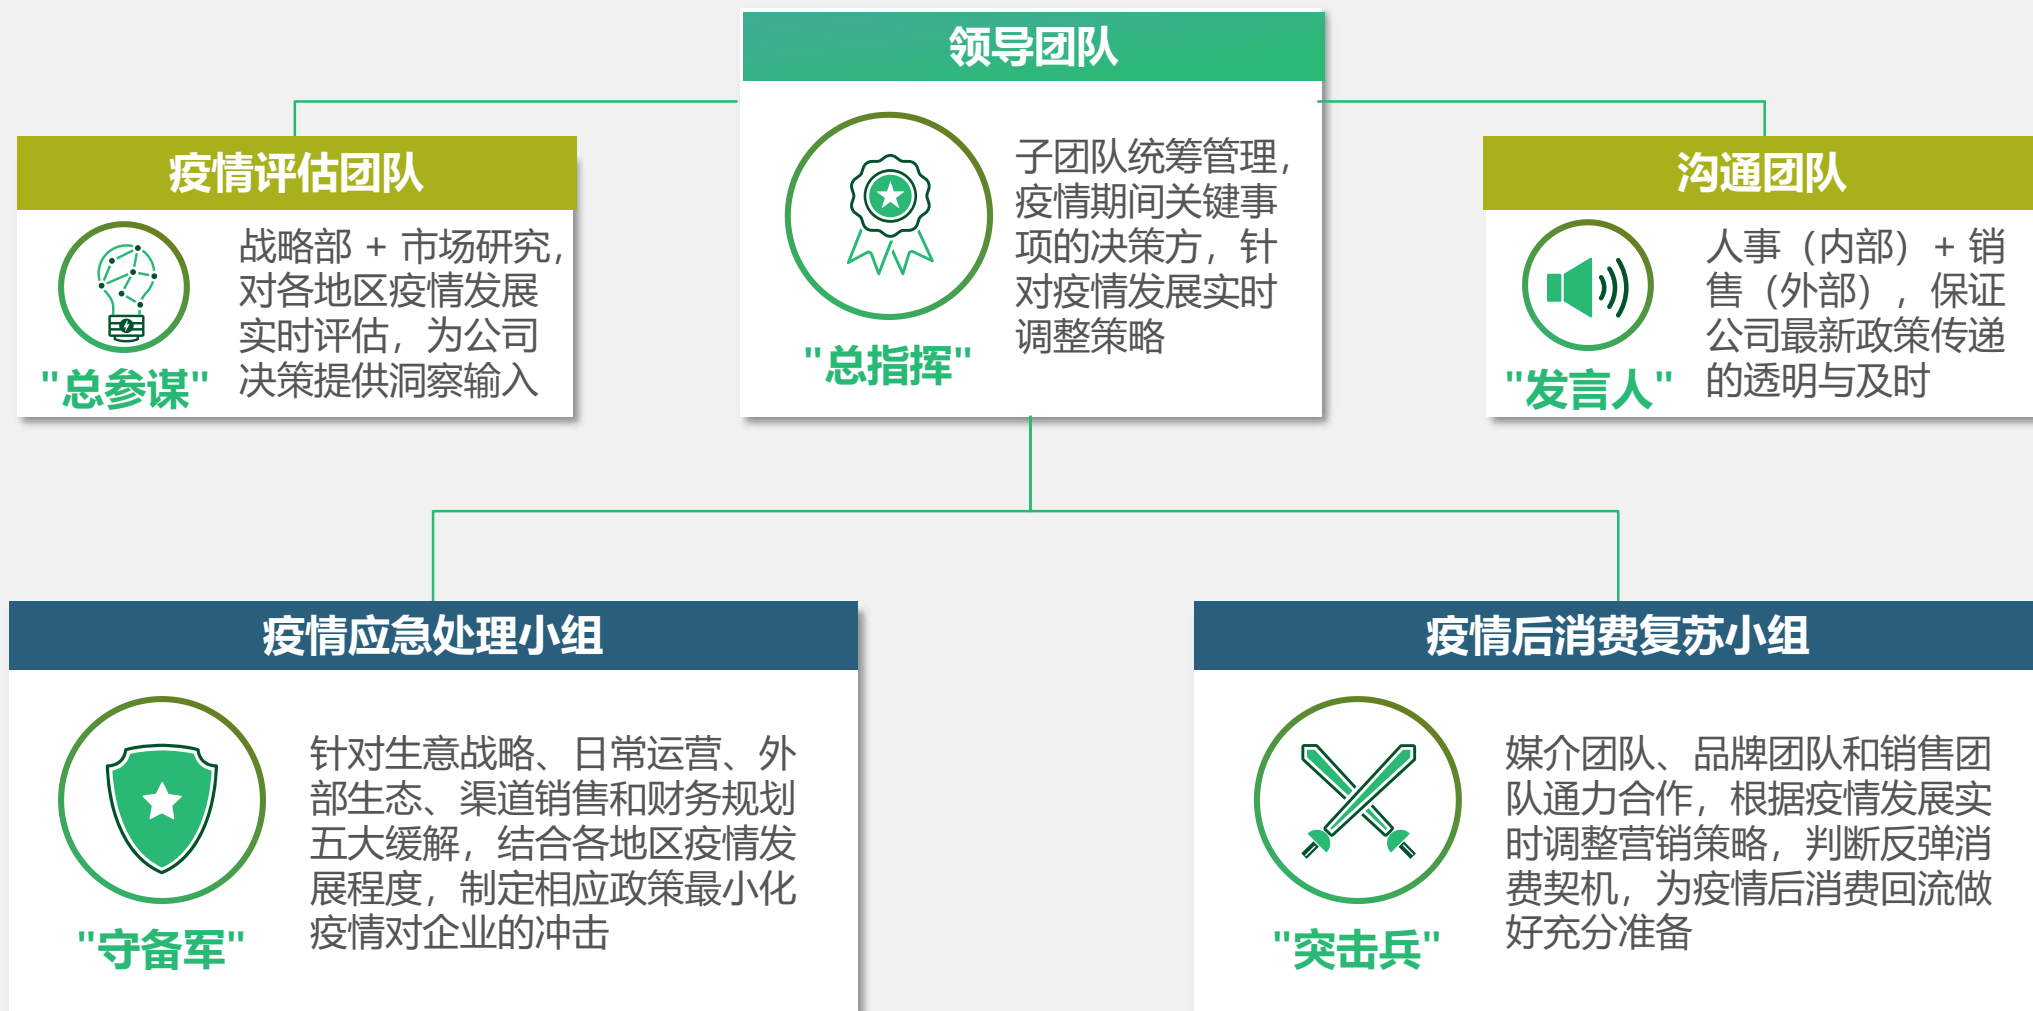 领导团队
子团队统筹管理，
疫情期间关键事
项的决策方，针
对疫情发展实时
调整策略
"总指挥"
疫情评估团队
战略部 + 市场研究，
对各地区疫情发展
实时评估，为公司
决策提供洞察输入
"总参谋"
沟通团队
人事（内部）+ 销
售（外部），保证
公司最新政策传递
的透明与及时
"发言人"
疫情应急处理小组
针对生意战略、日常运营、外
部生态、渠道销售和财务规划
五大缓解，结合各地区疫情发
展程度，制定相应政策最小化
疫情对企业的冲击
"守备军"
疫情后消费复苏小组
媒介团队、品牌团队和销售团
队通力合作，根据疫情发展实
时调整营销策略，判断反弹消
费契机，为疫情后消费回流做
好充分准备
"突击兵"